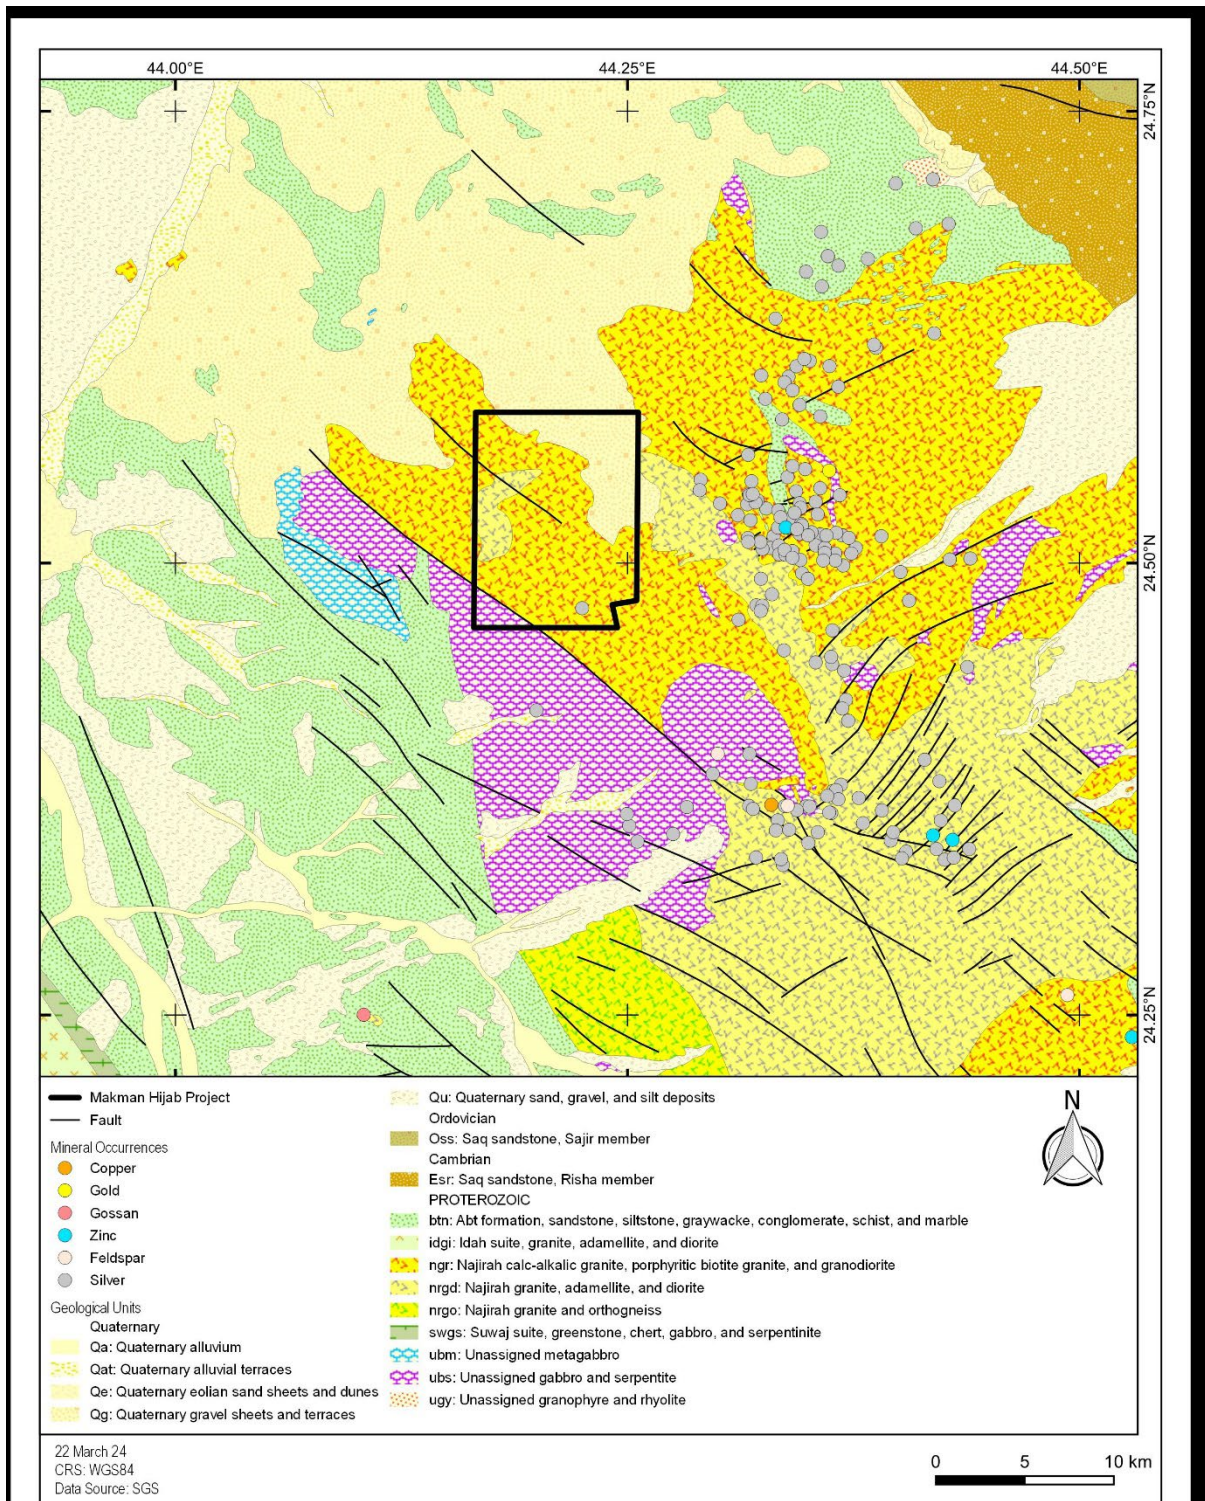 44.00°E
44.25°E
44.50°E
24.75°N
24.50°N
24.25°N
Makman Hijab Project
Fault
Mineral Occurrences
Copper
Gold
Gossan
Zinc
Feldspar
Silver
Geological Units
Quaternary
Qa: Quaternary alluvium
Qat: Quaternary alluvial terraces
Qe: Quaternary eolian sand sheets and dunes
Qg: Quaternary gravel sheets and terraces
Qu: Quaternary sand, gravel, and silt deposits
Ordovician
Oss: Saq sandstone, Sajir member
Cambrian
Esr: Saq sandstone, Risha member
PROTEROZOIC
btn: Abt formation, sandstone, siltstone, graywacke, conglomerate, schist, and marble
idgi: Idah suite, granite, adamellite, and diorite
ngr: Najirah calc-alkalic granite, porphyritic biotite granite, and granodiorite
nrgd: Najirah granite, adamellite, and diorite
nrgo: Najirah granite and orthogneiss
swgs: Suwaj suite, greenstone, chert, gabbro, and serpentinite
ubm: Unassigned metagabbro
ubs: Unassigned gabbro and serpentite
ugy: Unassigned granophyre and rhyolite
N
22 March 24
CRS: WGS84
Data Source: SGS
0 5 10 km